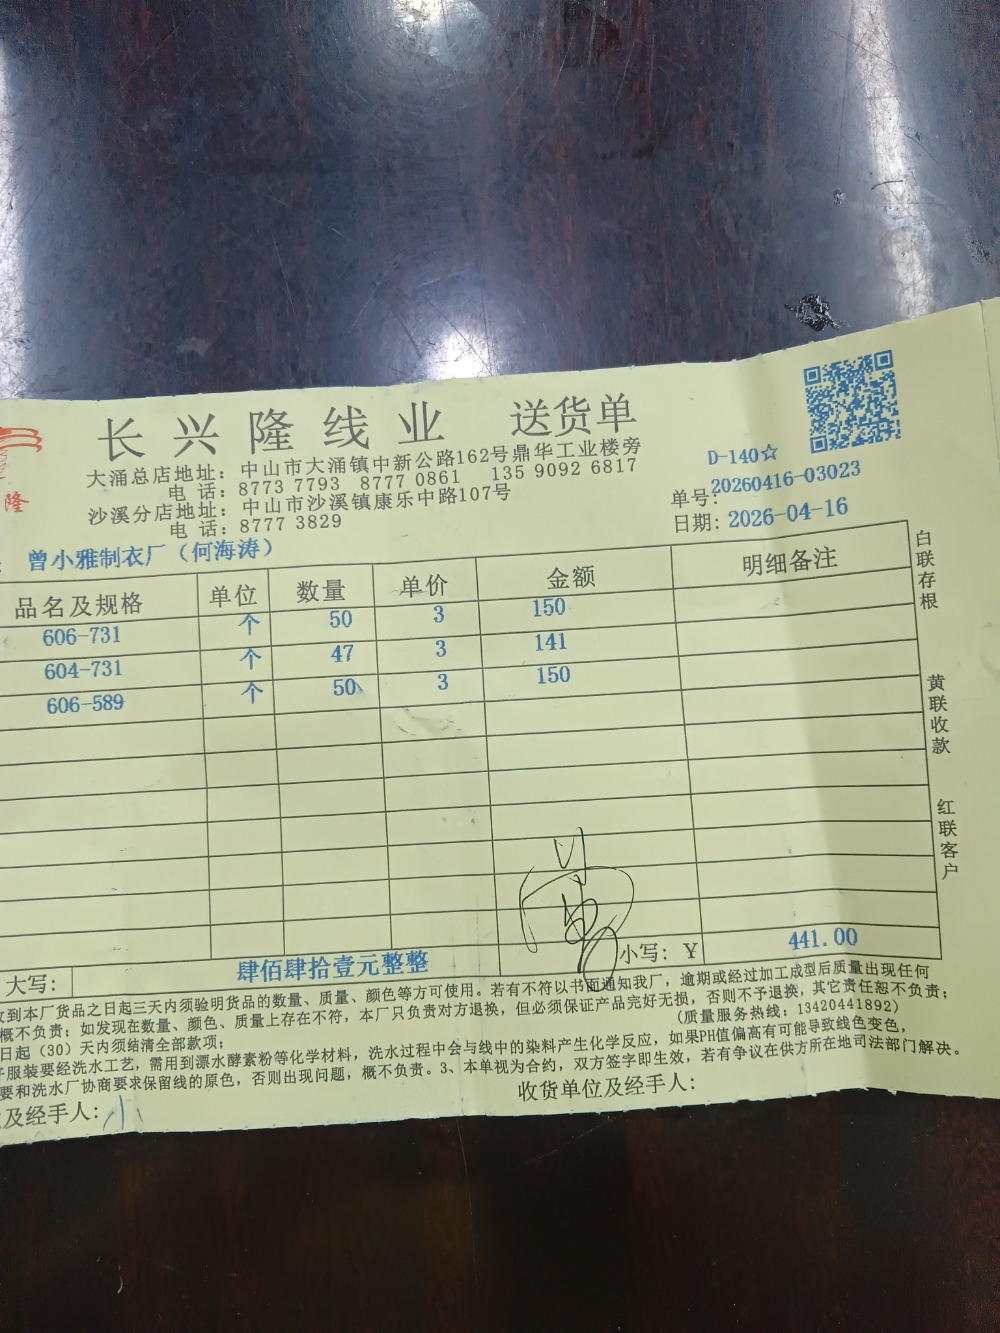 长兴隆线业 送货单
隆
大涌总店地址: 中山市大涌镇中新公路162号鼎华工业楼旁
电 话: 8773 7793 8777 0861 135 9092 6817
沙溪分店地址: 中山市沙溪镇康乐中路107号
电 话: 8777 3829
D-140☆
单号: 20260416-03023
日期: 2026-04-16
: 曾小雅制衣厂（何海涛）
品名及规格 单位 数量 单价 金额 明细备注
606-731 个 50 3 150
604-731 个 47 3 141
606-589 个 50 3 150
白联存根 黄联收款 红联客户
大写: 肆佰肆拾壹元整整 小写: ¥ 441.00
收到本厂货品之日起三天内须验明货品的数量、质量、颜色等方可使用。若有不符以书面通知我厂，逾期或经过加工成型后质量出现任何
概不负责；如发现在数量、颜色、质量上存在不符，本厂只负责对方退换，但必须保证产品完好无损，否则不予退换，其它责任恕不负责；
日起（30）天内须结清全部款项； (质量服务热线: 13420441892)
服装要经洗水工艺，需用到漂水酵素粉等化学材料，洗水过程中会与线中的染料产生化学反应，如果PH值偏高有可能导致线色变色，
要和洗水厂协商要求保留线的原色，否则出现问题，概不负责。3、本单视为合约，双方签字即生效，若有争议在供方所在地司法部门解决。
及经手人: 小 收货单位及经手人: